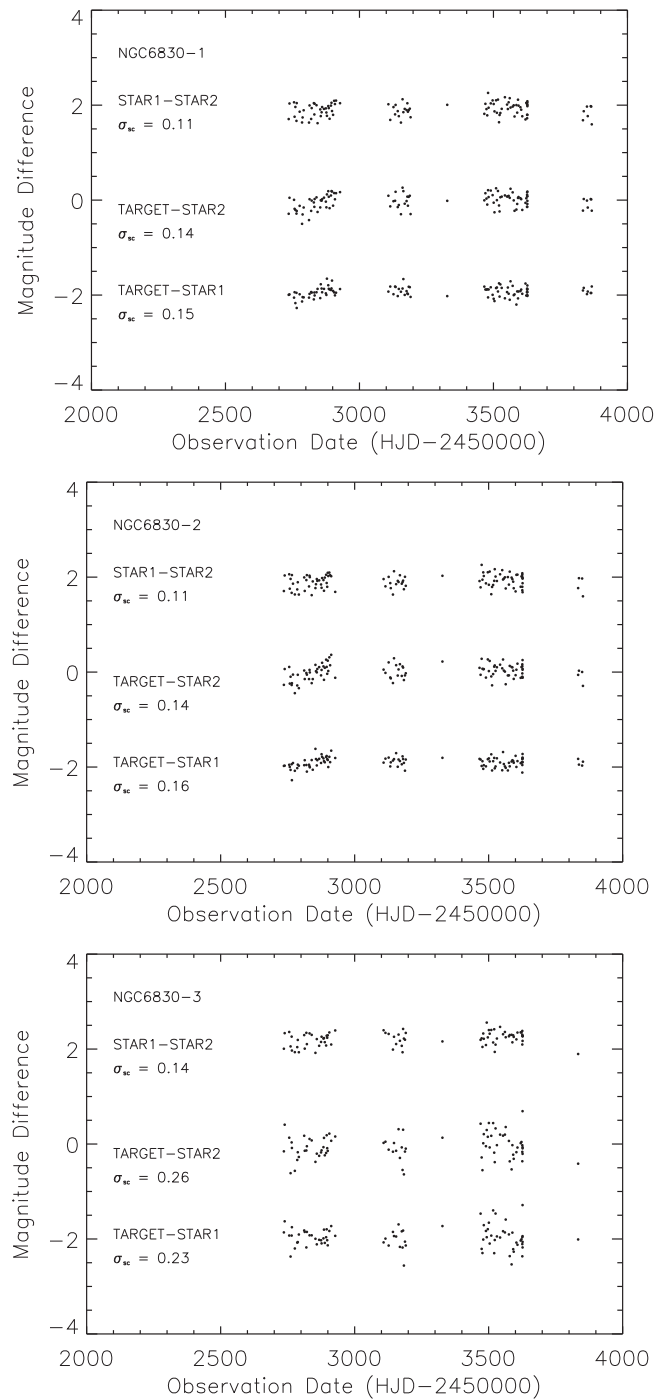 4
NGC6830-1
STAR1-STAR2
σsc = 0.11
2
TARGET-STAR2
σsc = 0.14
0
TARGET-STAR1
σsc = 0.15
-2
-4
Magnitude Difference
2000 2500 3000 3500 4000
Observation Date (HJD-2450000)
4
NGC6830-2
STAR1-STAR2
σsc = 0.11
2
TARGET-STAR2
σsc = 0.14
0
TARGET-STAR1
σsc = 0.16
-2
-4
Magnitude Difference
2000 2500 3000 3500 4000
Observation Date (HJD-2450000)
4
NGC6830-3
STAR1-STAR2
σsc = 0.14
2
TARGET-STAR2
σsc = 0.26
0
TARGET-STAR1
σsc = 0.23
-2
-4
Magnitude Difference
2000 2500 3000 3500 4000
Observation Date (HJD-2450000)